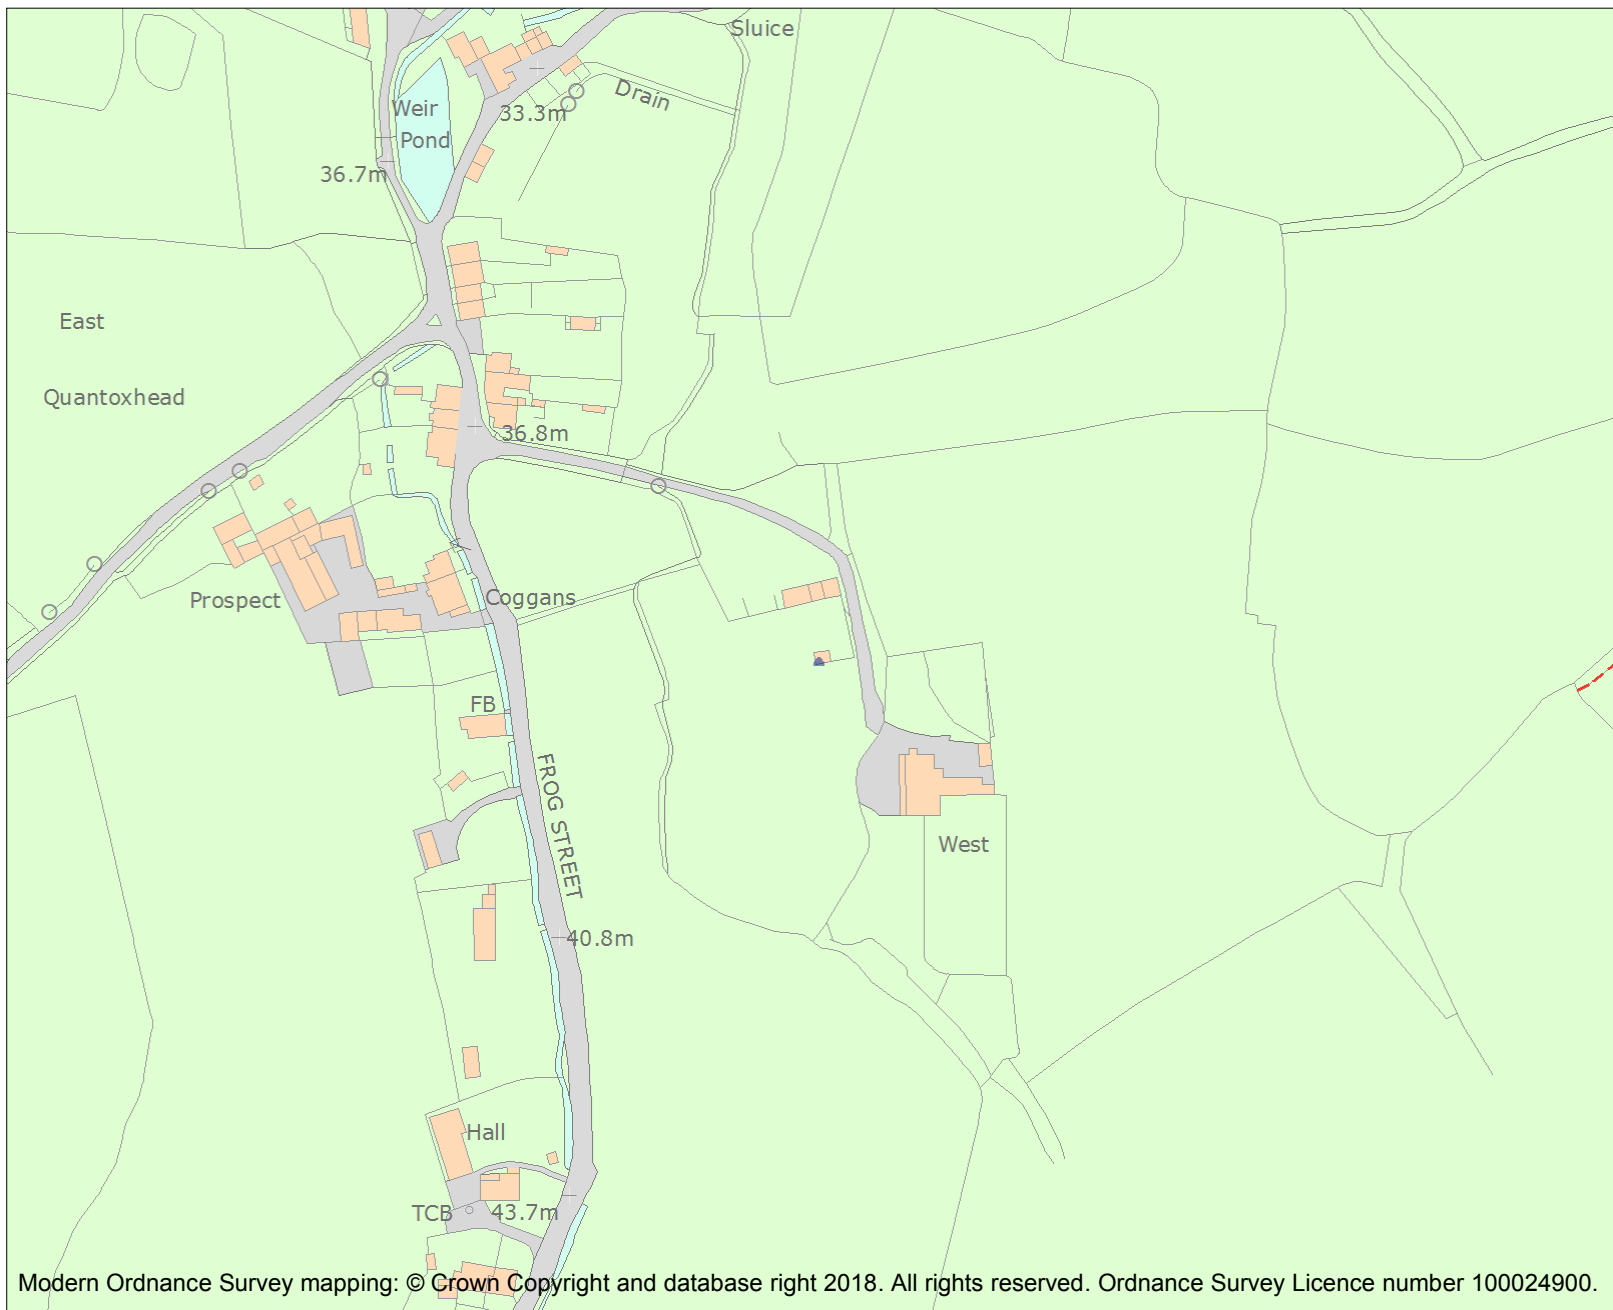 Sluice
Drain
Weir
Pond
33.3m
36.7m
East
Quantoxhead
36.8m
Prospect
Coggans
FB
FROG STREET
West
40.8m
Hall
TCB
43.7m
Modern Ordnance Survey mapping: © Crown Copyright and database right 2018. All rights reserved. Ordnance Survey Licence number 100024900.